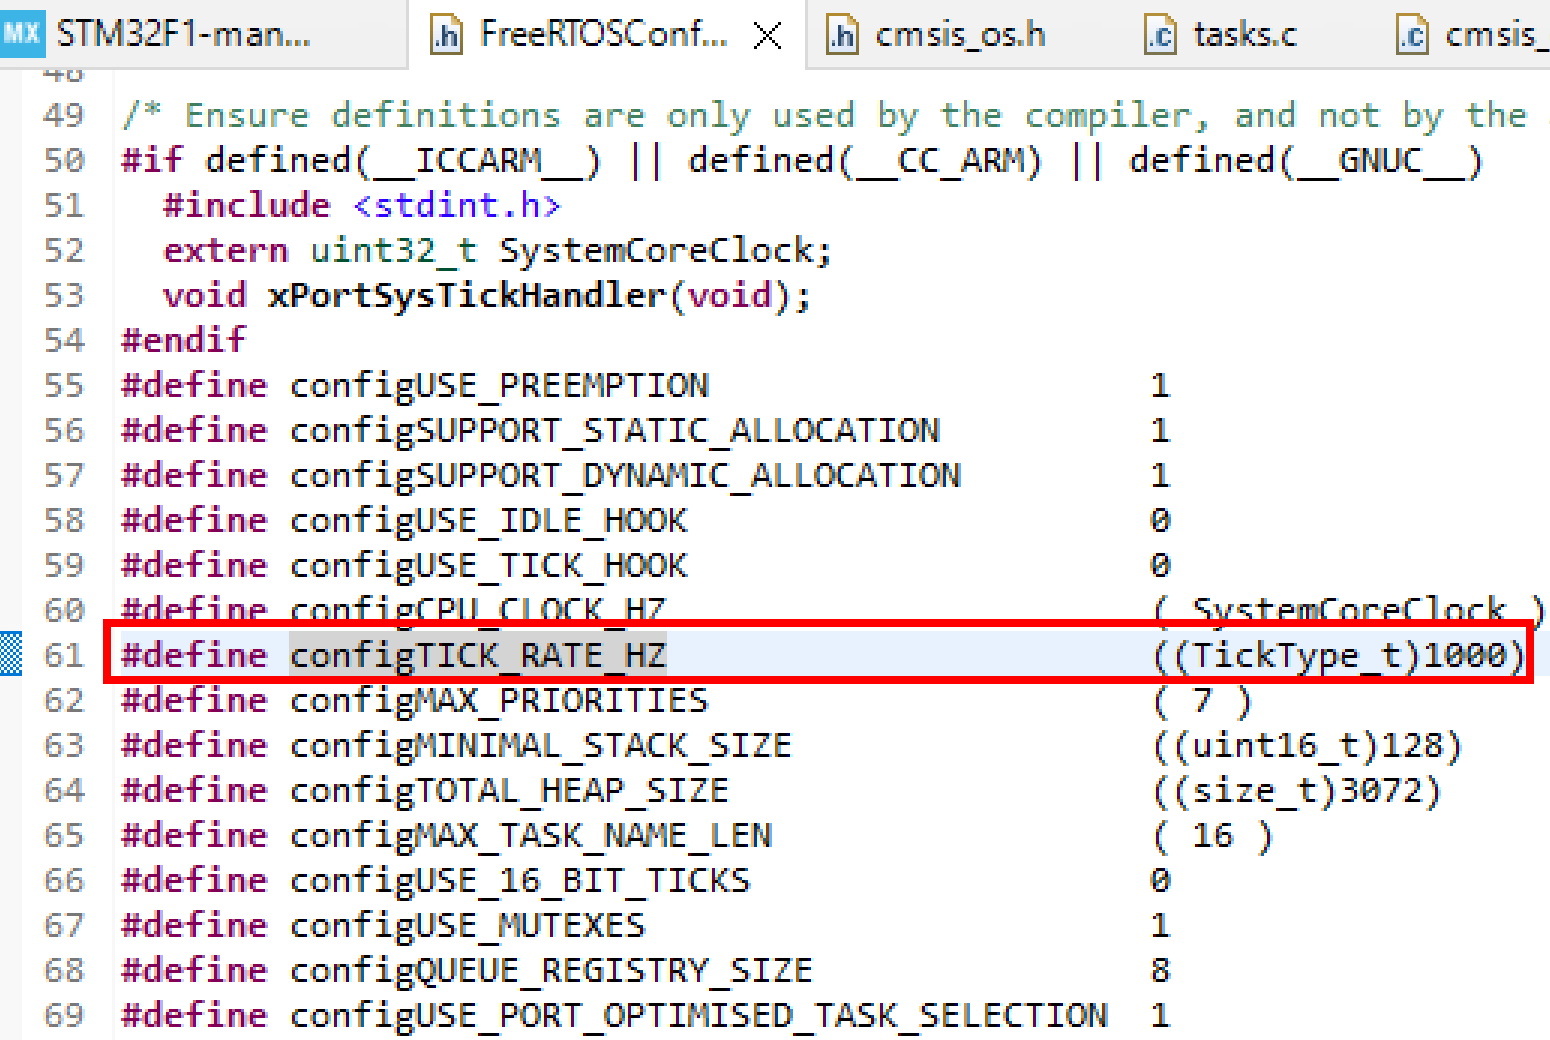 MX STM32F1-man... .h FreeRTOSConf... .h cmsis_os.h .c tasks.c .c cmsis_
48
49 /* Ensure definitions are only used by the compiler, and not by the
50 #if defined(__ICCARM__) || defined(__CC_ARM) || defined(__GNUC__)
51 #include <stdint.h>
52 extern uint32_t SystemCoreClock;
53 void xPortSysTickHandler(void);
54 #endif
55 #define configUSE_PREEMPTION 1
56 #define configSUPPORT_STATIC_ALLOCATION 1
57 #define configSUPPORT_DYNAMIC_ALLOCATION 1
58 #define configUSE_IDLE_HOOK 0
59 #define configUSE_TICK_HOOK 0
60 #define configCPU_CLOCK_HZ ( SystemCoreClock )
61 #define configTICK_RATE_HZ ((TickType_t)1000)
62 #define configMAX_PRIORITIES ( 7 )
63 #define configMINIMAL_STACK_SIZE ((uint16_t)128)
64 #define configTOTAL_HEAP_SIZE ((size_t)3072)
65 #define configMAX_TASK_NAME_LEN ( 16 )
66 #define configUSE_16_BIT_TICKS 0
67 #define configUSE_MUTEXES 1
68 #define configQUEUE_REGISTRY_SIZE 8
69 #define configUSE_PORT_OPTIMISED_TASK_SELECTION 1